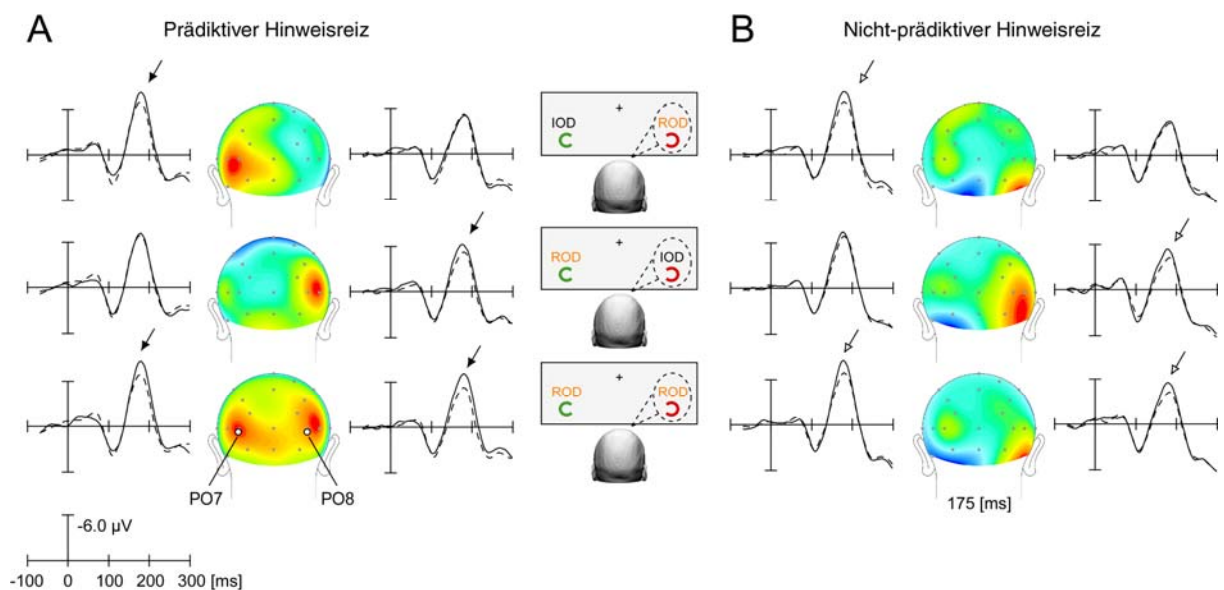 A Prädiktiver Hinweisreiz
B Nicht-prädiktiver Hinweisreiz
IOD ROD
ROD IOD
ROD ROD
PO7 PO8
175 [ms]
-6.0 µV
-100 0 100 200 300 [ms]